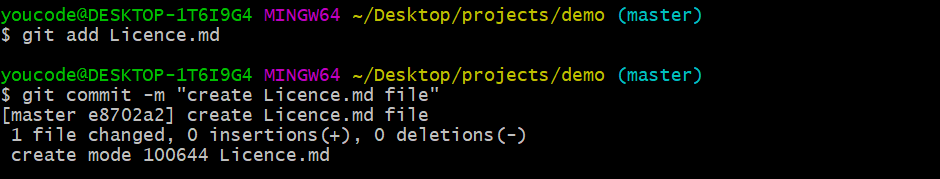 youcode@DESKTOP-1T6I9G4 MINGW64 ~/Desktop/projects/demo (master)
$ git add Licence.md
youcode@DESKTOP-1T6I9G4 MINGW64 ~/Desktop/projects/demo (master)
$ git commit -m "create Licence.md file"
[master e8702a2] create Licence.md file
 1 file changed, 0 insertions(+), 0 deletions(-)
 create mode 100644 Licence.md